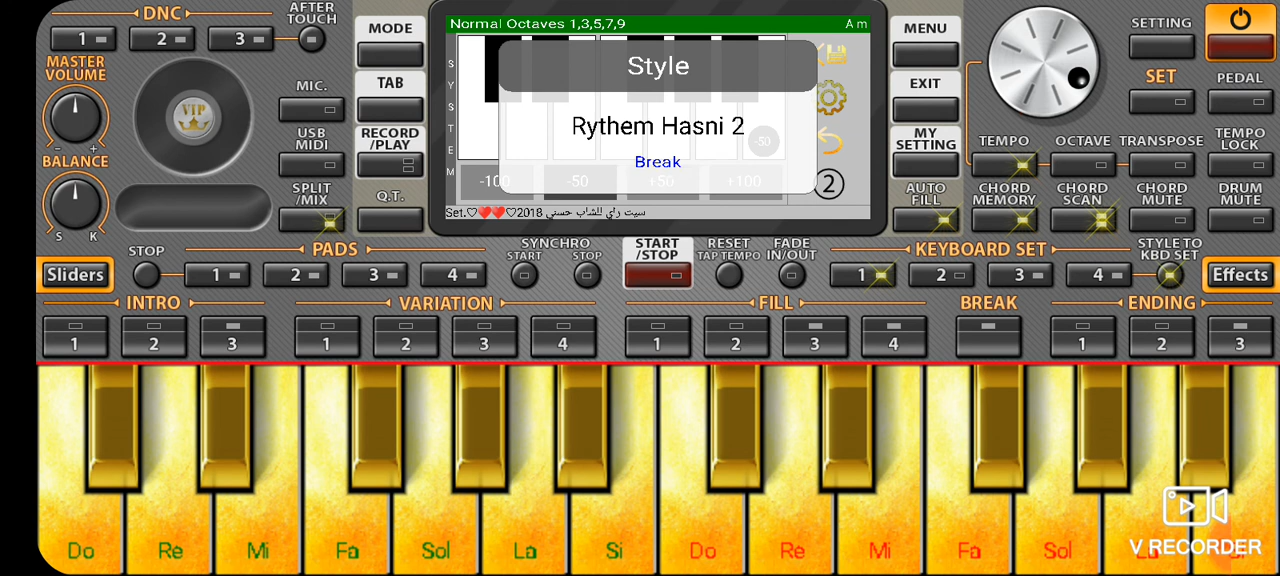 DNC
AFTER
TOUCH
1
2
3
MASTER
VOLUME
- +
BALANCE
S K
VIP
MIC.
USB
MIDI
SPLIT
/MIX
MODE
TAB
RECORD
/PLAY
Q.T.
Normal Octaves 1,3,5,7,9
Am
SYSTEM
Style
Rythem Hasni 2
Break
-50
-100
-50
+50
+100
2
Set.♡❤️❤️♡2018 سيت راي للشاب حسني
MENU
EXIT
MY
SETTING
AUTO
FILL
SETTING
SET
PEDAL
TEMPO
OCTAVE
TRANSPOSE
TEMPO
LOCK
CHORD
MEMORY
CHORD
SCAN
CHORD
MUTE
DRUM
MUTE
Sliders
STOP
PADS
1
2
3
4
SYNCHRO
START
STOP
START
/STOP
RESET
TAP TEMPO
FADE
IN/OUT
KEYBOARD SET
1
2
3
4
STYLE TO
KBD SET
Effects
INTRO
1
2
3
VARIATION
1
2
3
4
FILL
1
2
3
4
BREAK
ENDING
1
2
3
Do Re Mi Fa Sol La Si Do Re Mi Fa Sol La Si
V RECORDER